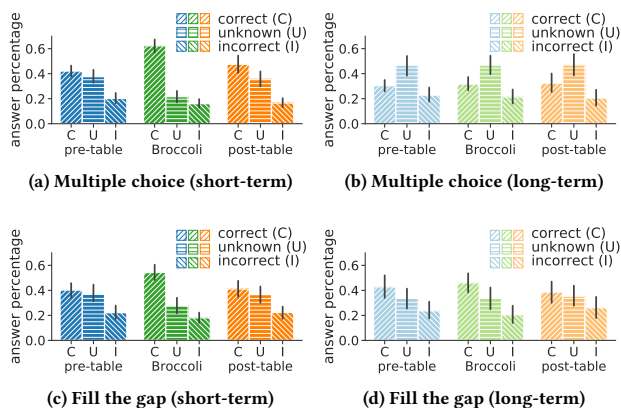 correct (C)
unknown (U)
incorrect (I)
answer percentage
0.6
0.4
0.2
0.0
C U I C U I C U I
pre-table Broccoli post-table
(a) Multiple choice (short-term)
correct (C)
unknown (U)
incorrect (I)
answer percentage
0.6
0.4
0.2
0.0
C U I C U I C U I
pre-table Broccoli post-table
(b) Multiple choice (long-term)
correct (C)
unknown (U)
incorrect (I)
answer percentage
0.6
0.4
0.2
0.0
C U I C U I C U I
pre-table Broccoli post-table
(c) Fill the gap (short-term)
correct (C)
unknown (U)
incorrect (I)
answer percentage
0.6
0.4
0.2
0.0
C U I C U I C U I
pre-table Broccoli post-table
(d) Fill the gap (long-term)